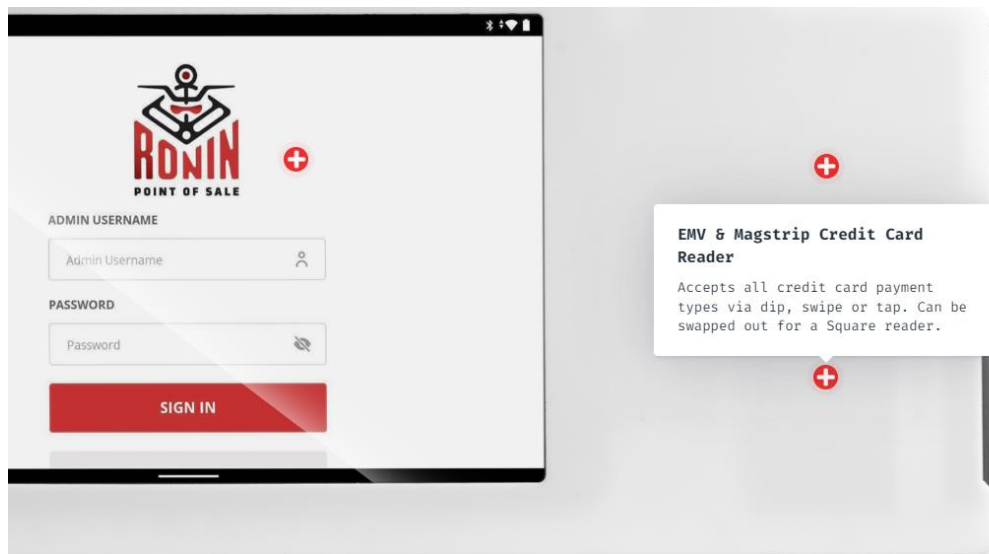 RONIN
POINT OF SALE
ADMIN USERNAME
Admin Username
PASSWORD
Password
SIGN IN
EMV & Magstrip Credit Card
Reader
Accepts all credit card payment
types via dip, swipe or tap. Can be
swapped out for a Square reader.